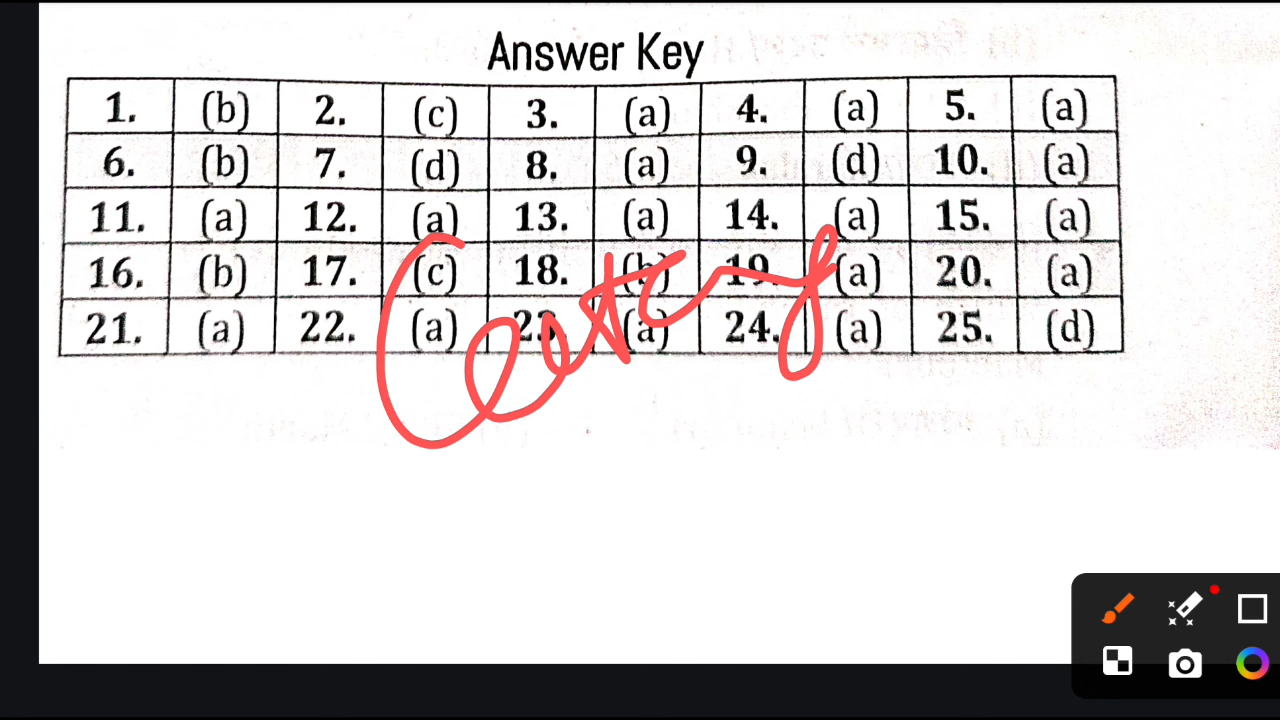 Answer Key
1. (b) 2. (c) 3. (a) 4. (a) 5. (a)
6. (b) 7. (d) 8. (a) 9. (d) 10. (a)
11. (a) 12. (a) 13. (a) 14. (a) 15. (a)
16. (b) 17. (c) 18. (b) 19. (a) 20. (a)
21. (a) 22. (a) 23. (a) 24. (a) 25. (d)